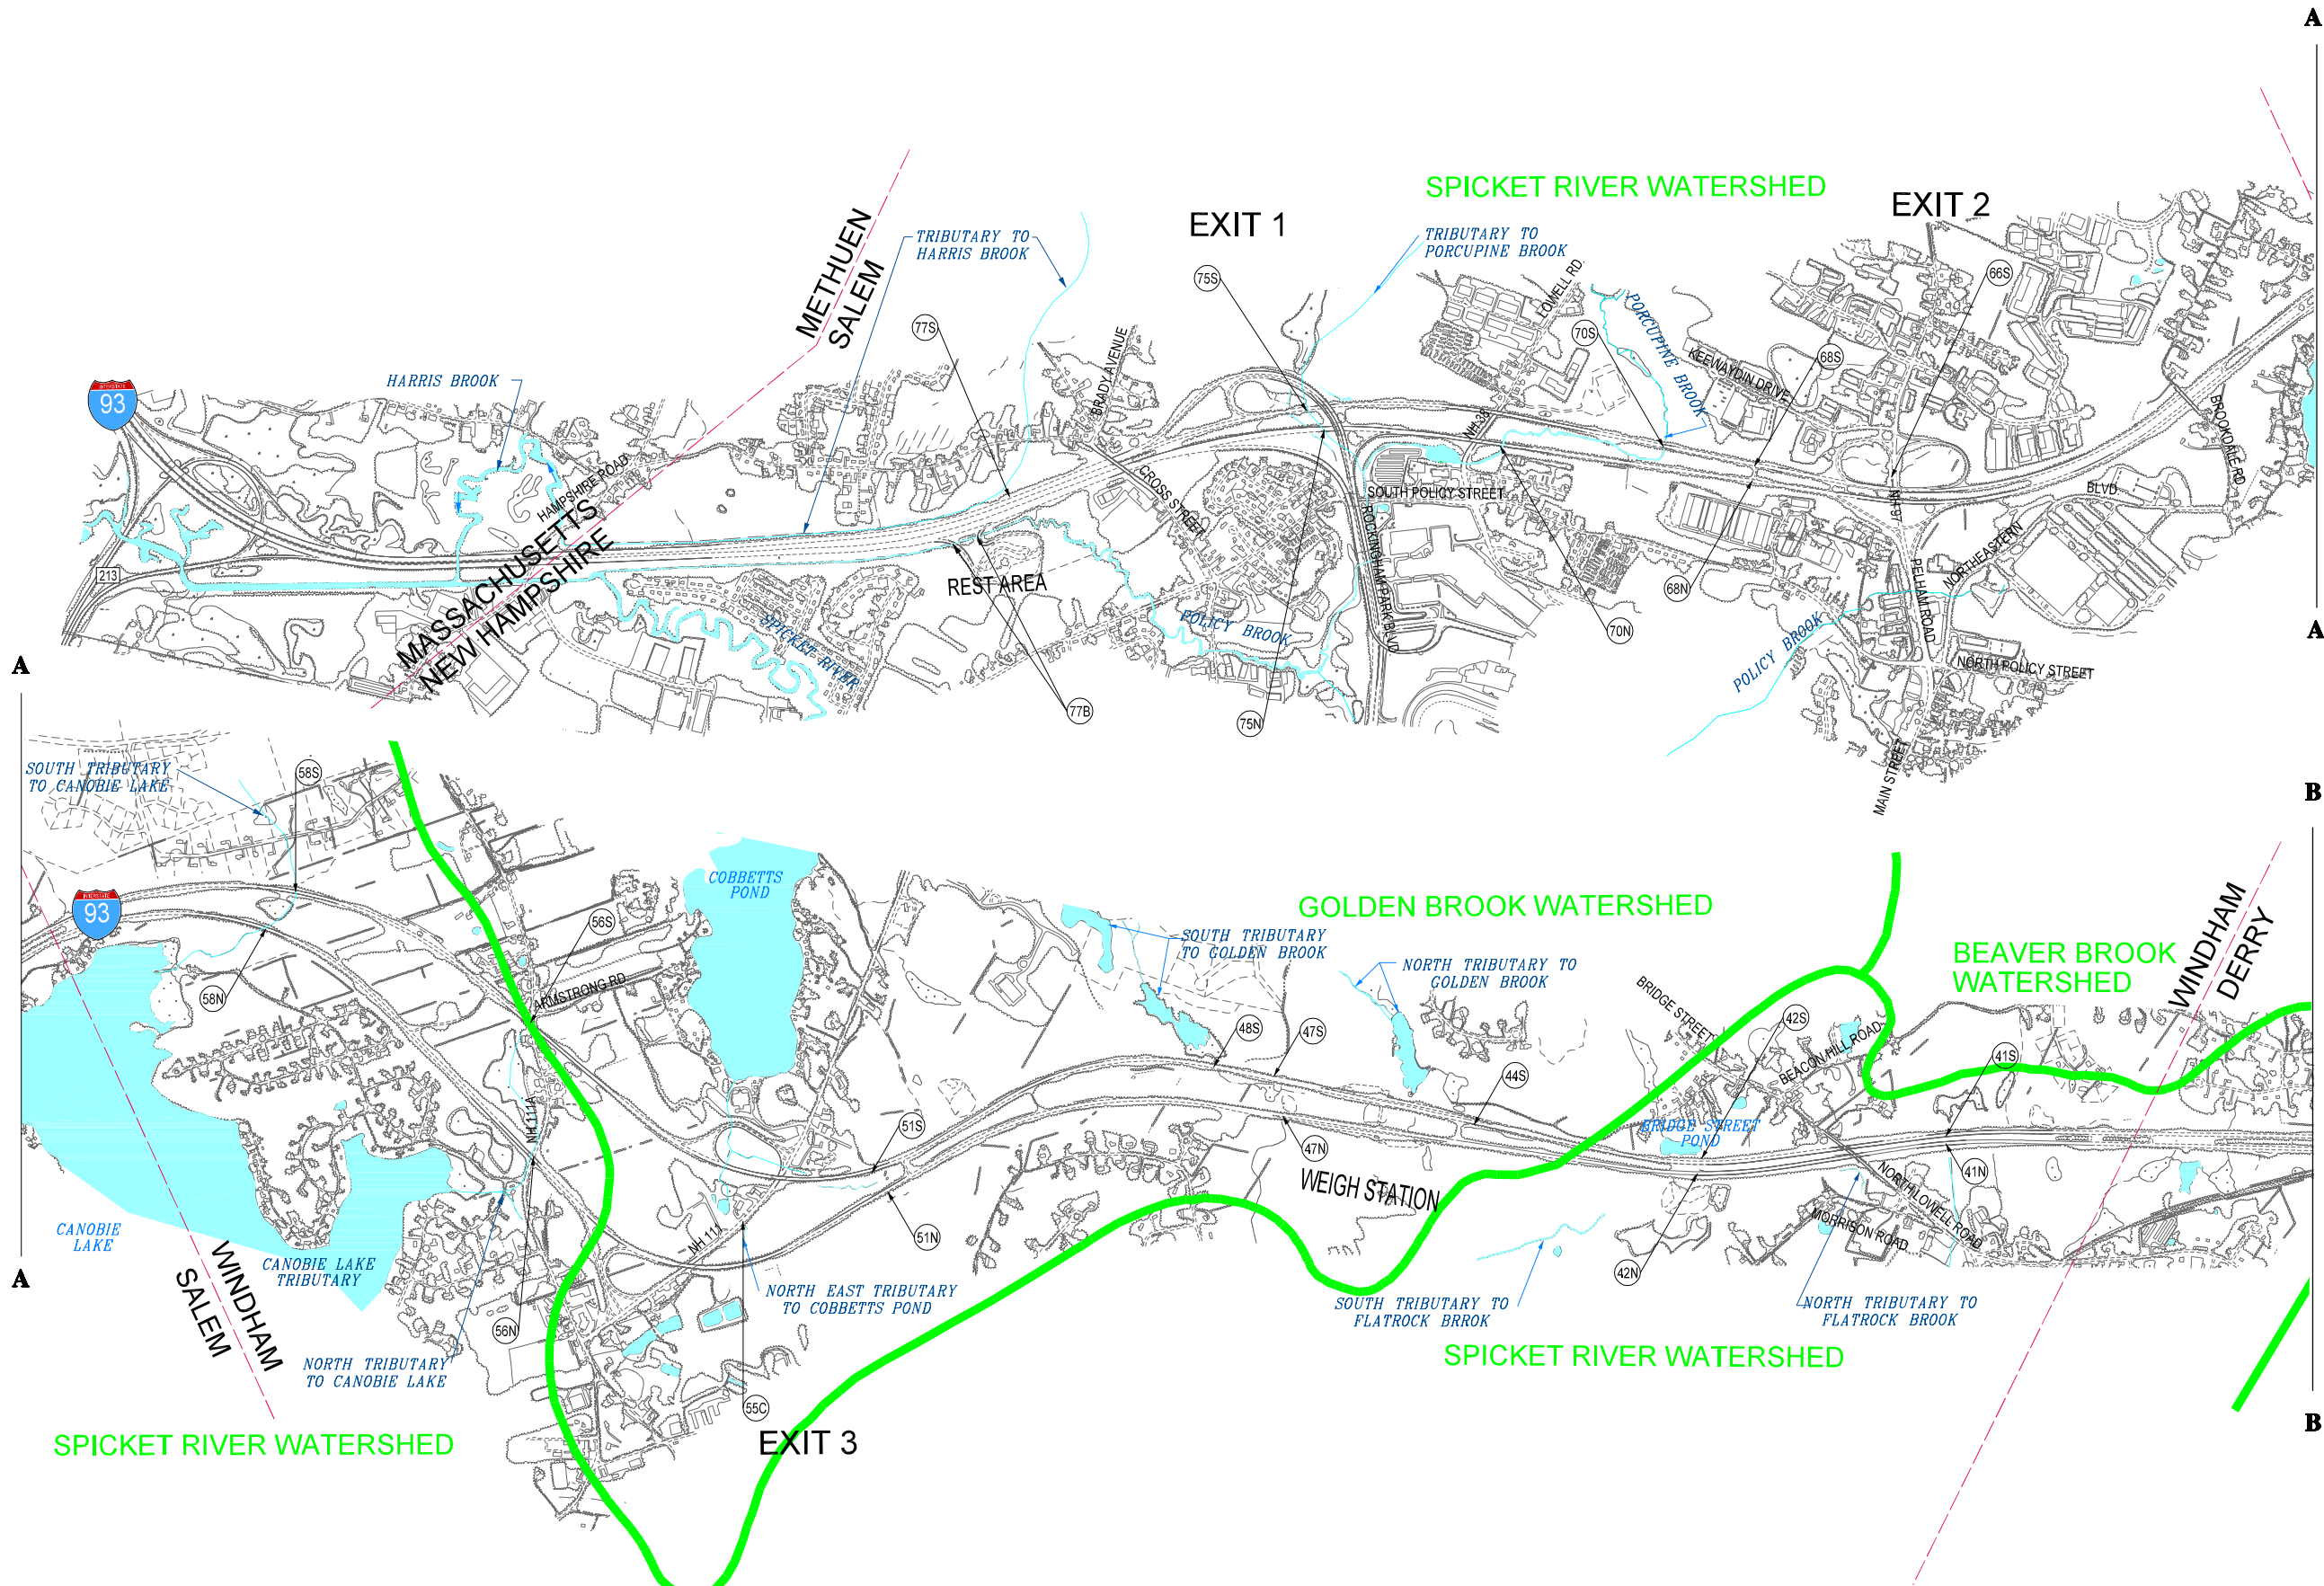 A
SPICKET RIVER WATERSHED
EXIT 2
EXIT 1
METHUEN
SALEM
TRIBUTARY TO
HARRIS BROOK
TRIBUTARY TO
PORCUPINE BROOK
75S
66S
LOWELL RD.
77S
70S
68S
PORCUPINE BROOK
KEEWAYDIN DRIVE
BRADY AVENUE
HARRIS BROOK
INTERSTATE
93
NH 38
BROOKDALE RD
HAMPSHIRE ROAD
CROSS STREET
SOUTH POLICY STREET
BLVD
NH 97
NORTHEASTERN
ROCKINGHAM PARK BLVD
213
MASSACHUSETTS
NEW HAMPSHIRE
REST AREA
68N
PELHAM ROAD
SPICKET RIVER
POLICY BROOK
70N
POLICY BROOK
NORTH POLICY STREET
A
A
77B
75N
MAIN STREET
SOUTH TRIBUTARY
TO CANOBIE LAKE
58S
B
COBBETTS
POND
93
56S
GOLDEN BROOK WATERSHED
SOUTH TRIBUTARY
TO GOLDEN BROOK
NORTH TRIBUTARY TO
GOLDEN BROOK
BEAVER BROOK
WATERSHED
WINDHAM
DERRY
58N
ARMSTRONG RD.
BRIDGE STREET
42S
48S
47S
BEACON HILL ROAD
41S
44S
NH 111A
51S
47N
BRIDGE STREET
POND
WEIGH STATION
41N
NORTH LOWELL ROAD
MORRISON ROAD
CANOBIE
LAKE
NH 111
51N
A
WINDHAM
SALEM
CANOBIE LAKE
TRIBUTARY
42N
NORTH EAST TRIBUTARY
TO COBBETTS POND
SOUTH TRIBUTARY TO
FLATROCK BRROK
NORTH TRIBUTARY TO
FLATROCK BROOK
56N
NORTH TRIBUTARY
TO CANOBIE LAKE
SPICKET RIVER WATERSHED
55C
SPICKET RIVER WATERSHED
EXIT 3
B